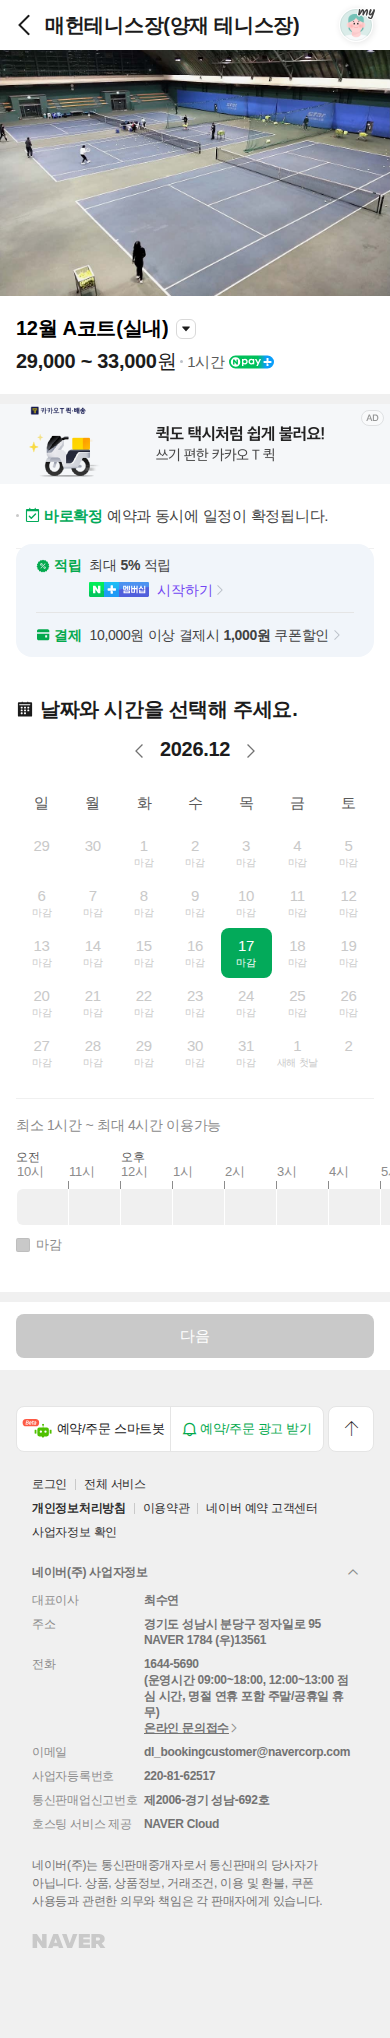 매헌테니스장(양재 테니스장)
my
12월 A코트(실내)
29,000 ~ 33,000원 · 1시간 N pay +
카카오T 퀵·배송
퀵도 택시처럼 쉽게 불러요!
쓰기 편한 카카오 T 퀵
AD
바로확정 예약과 동시에 일정이 확정됩니다.
적립 최대 5% 적립
N + 멤버십 시작하기
결제 10,000원 이상 결제시 1,000원 쿠폰할인
날짜와 시간을 선택해 주세요.
2026.12
일 월 화 수 목 금 토
29 30 1 2 3 4 5
마감 마감 마감 마감 마감
6 7 8 9 10 11 12
마감 마감 마감 마감 마감 마감 마감
13 14 15 16 17 18 19
마감 마감 마감 마감 마감 마감 마감
20 21 22 23 24 25 26
마감 마감 마감 마감 마감 마감 마감
27 28 29 30 31 1 2
마감 마감 마감 마감 마감 새해 첫날
최소 1시간 ~ 최대 4시간 이용가능
오전 오후
10시 11시 12시 1시 2시 3시 4시 5
마감
다음
Beta 예약/주문 스마트봇 예약/주문 광고 받기
로그인 전체 서비스
개인정보처리방침 이용약관 네이버 예약 고객센터
사업자정보 확인
네이버(주) 사업자정보
대표이사 최수연
주소 경기도 성남시 분당구 정자일로 95
NAVER 1784 (우)13561
전화 1644-5690
(운영시간 09:00~18:00, 12:00~13:00 점
심 시간, 명절 연휴 포함 주말/공휴일 휴
무)
온라인 문의접수
이메일 dl_bookingcustomer@navercorp.com
사업자등록번호 220-81-62517
통신판매업신고번호 제2006-경기 성남-692호
호스팅 서비스 제공 NAVER Cloud
네이버(주)는 통신판매중개자로서 통신판매의 당사자가
아닙니다. 상품, 상품정보, 거래조건, 이용 및 환불, 쿠폰
사용등과 관련한 의무와 책임은 각 판매자에게 있습니다.
NAVER